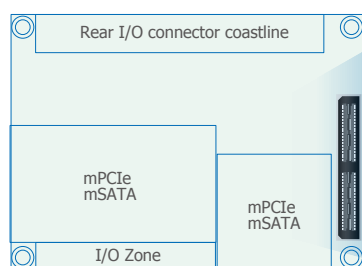 Rear I/O connector coastline
mPCIe
mSATA
mPCIe
mSATA
I/O Zone